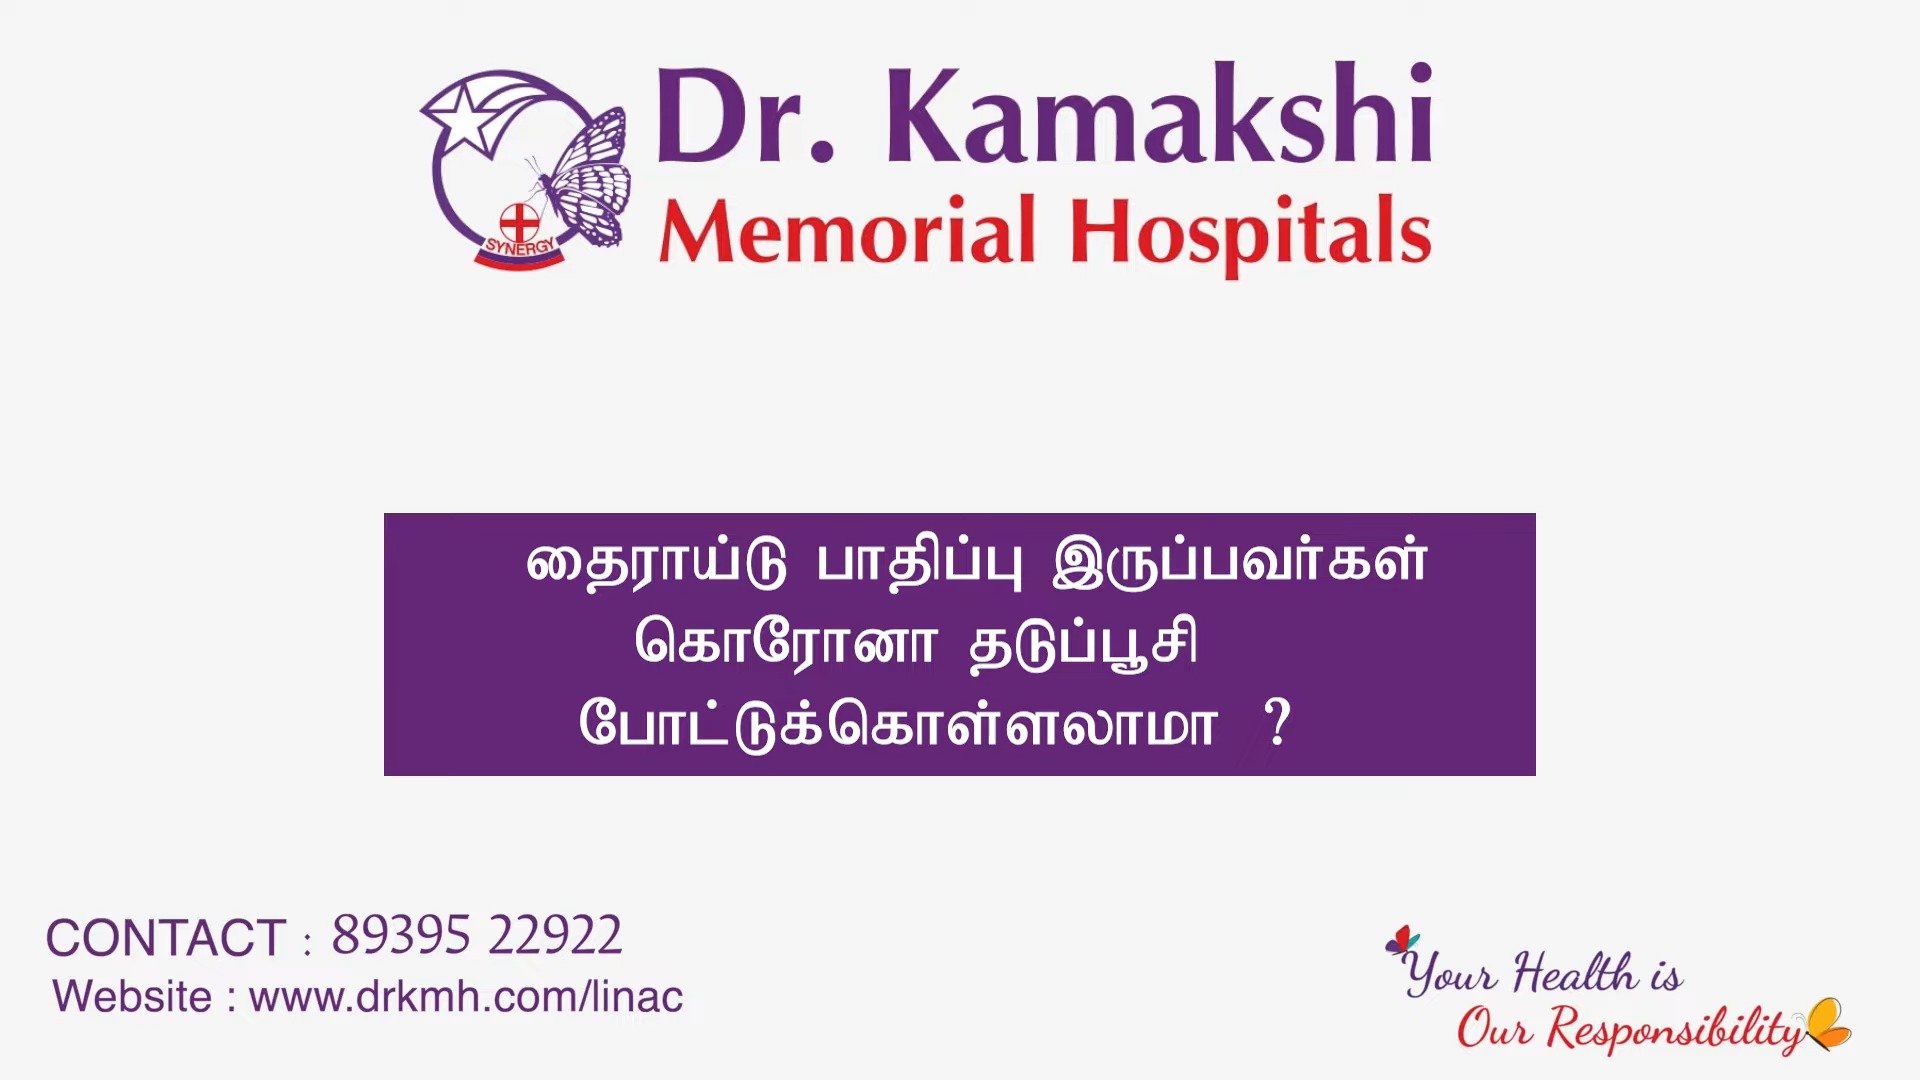 Dr. Kamakshi
Memorial Hospitals
SYNERGY
தைராய்டு பாதிப்பு இருப்பவர்கள்
கொரோனா தடுப்பூசி
போட்டுக்கொள்ளலாமா ?
CONTACT : 89395 22922
Website : www.drkmh.com/linac
Your Health is
Our Responsibility